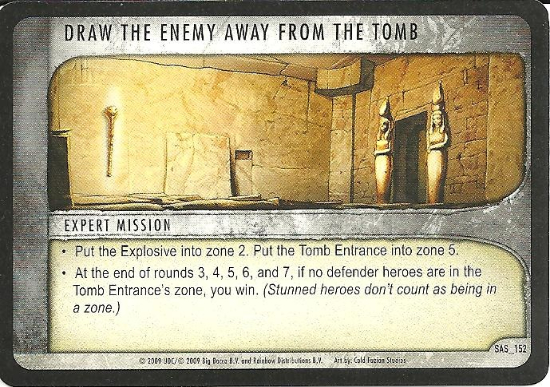 DRAW THE ENEMY AWAY FROM THE TOMB
EXPERT MISSION
• Put the Explosive into zone 2. Put the Tomb Entrance into zone 5.
• At the end of rounds 3, 4, 5, 6, and 7, if no defender heroes are in the
Tomb Entrance's zone, you win. (Stunned heroes don't count as being in
a zone.)
SAS_152
© 2009 UDC/© 2009 Big Bocca B.V. and Rainbow Distributions B.V. Art by: Cold Fuzion Studios